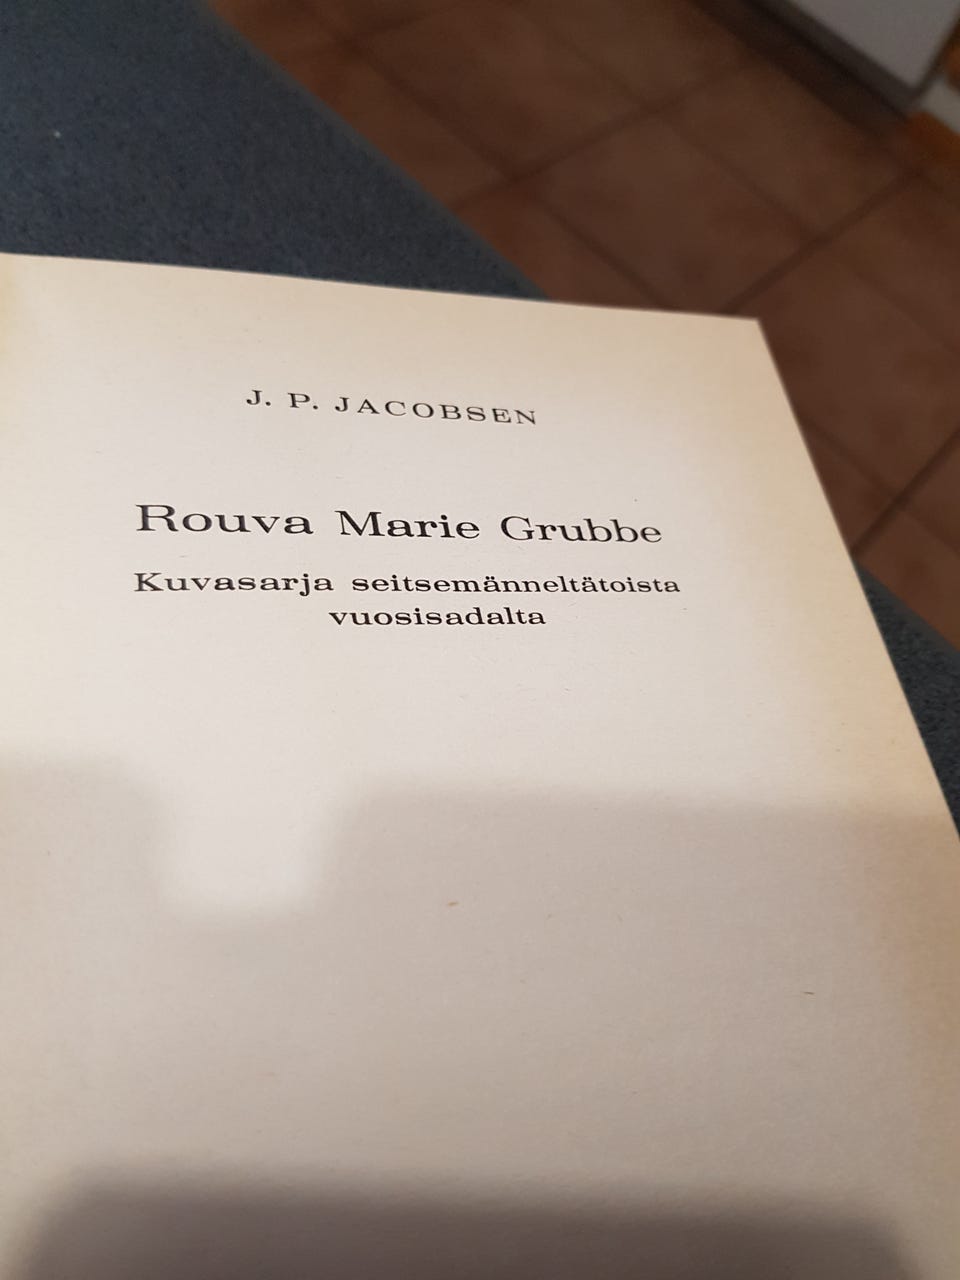 J. P. JACOBSEN
Rouva Marie Grubbe
Kuvasarja seitsemänneltätoista
vuosisadalta